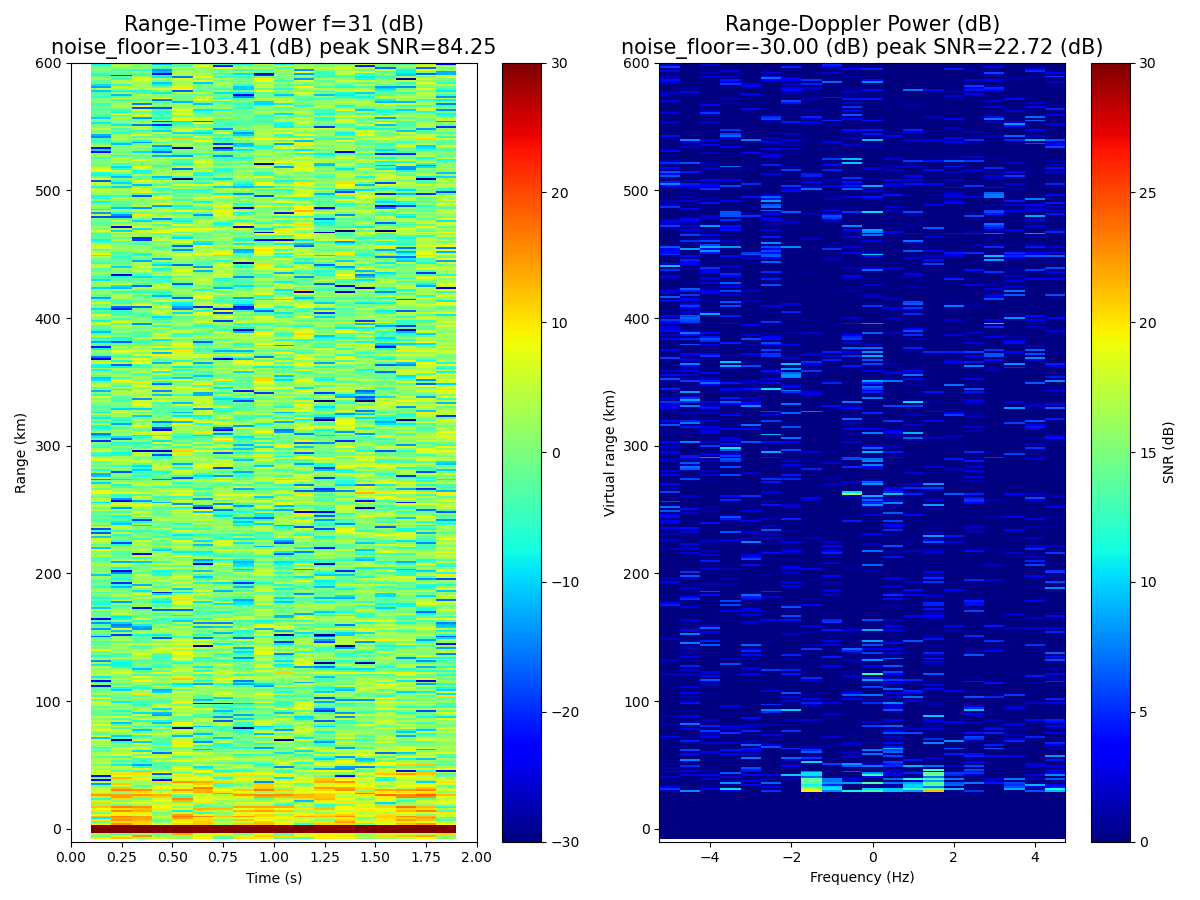 Range-Time Power f=31 (dB)
noise_floor=-103.41 (dB) peak SNR=84.25
600
500
400
300
200
100
0
Range (km)
0.00 0.25 0.50 0.75 1.00 1.25 1.50 1.75 2.00
Time (s)
30
20
10
0
−10
−20
−30
Range-Doppler Power (dB)
noise_floor=-30.00 (dB) peak SNR=22.72 (dB)
600
500
400
300
200
100
0
Virtual range (km)
−4 −2 0 2 4
Frequency (Hz)
30
25
20
15
10
5
0
SNR (dB)